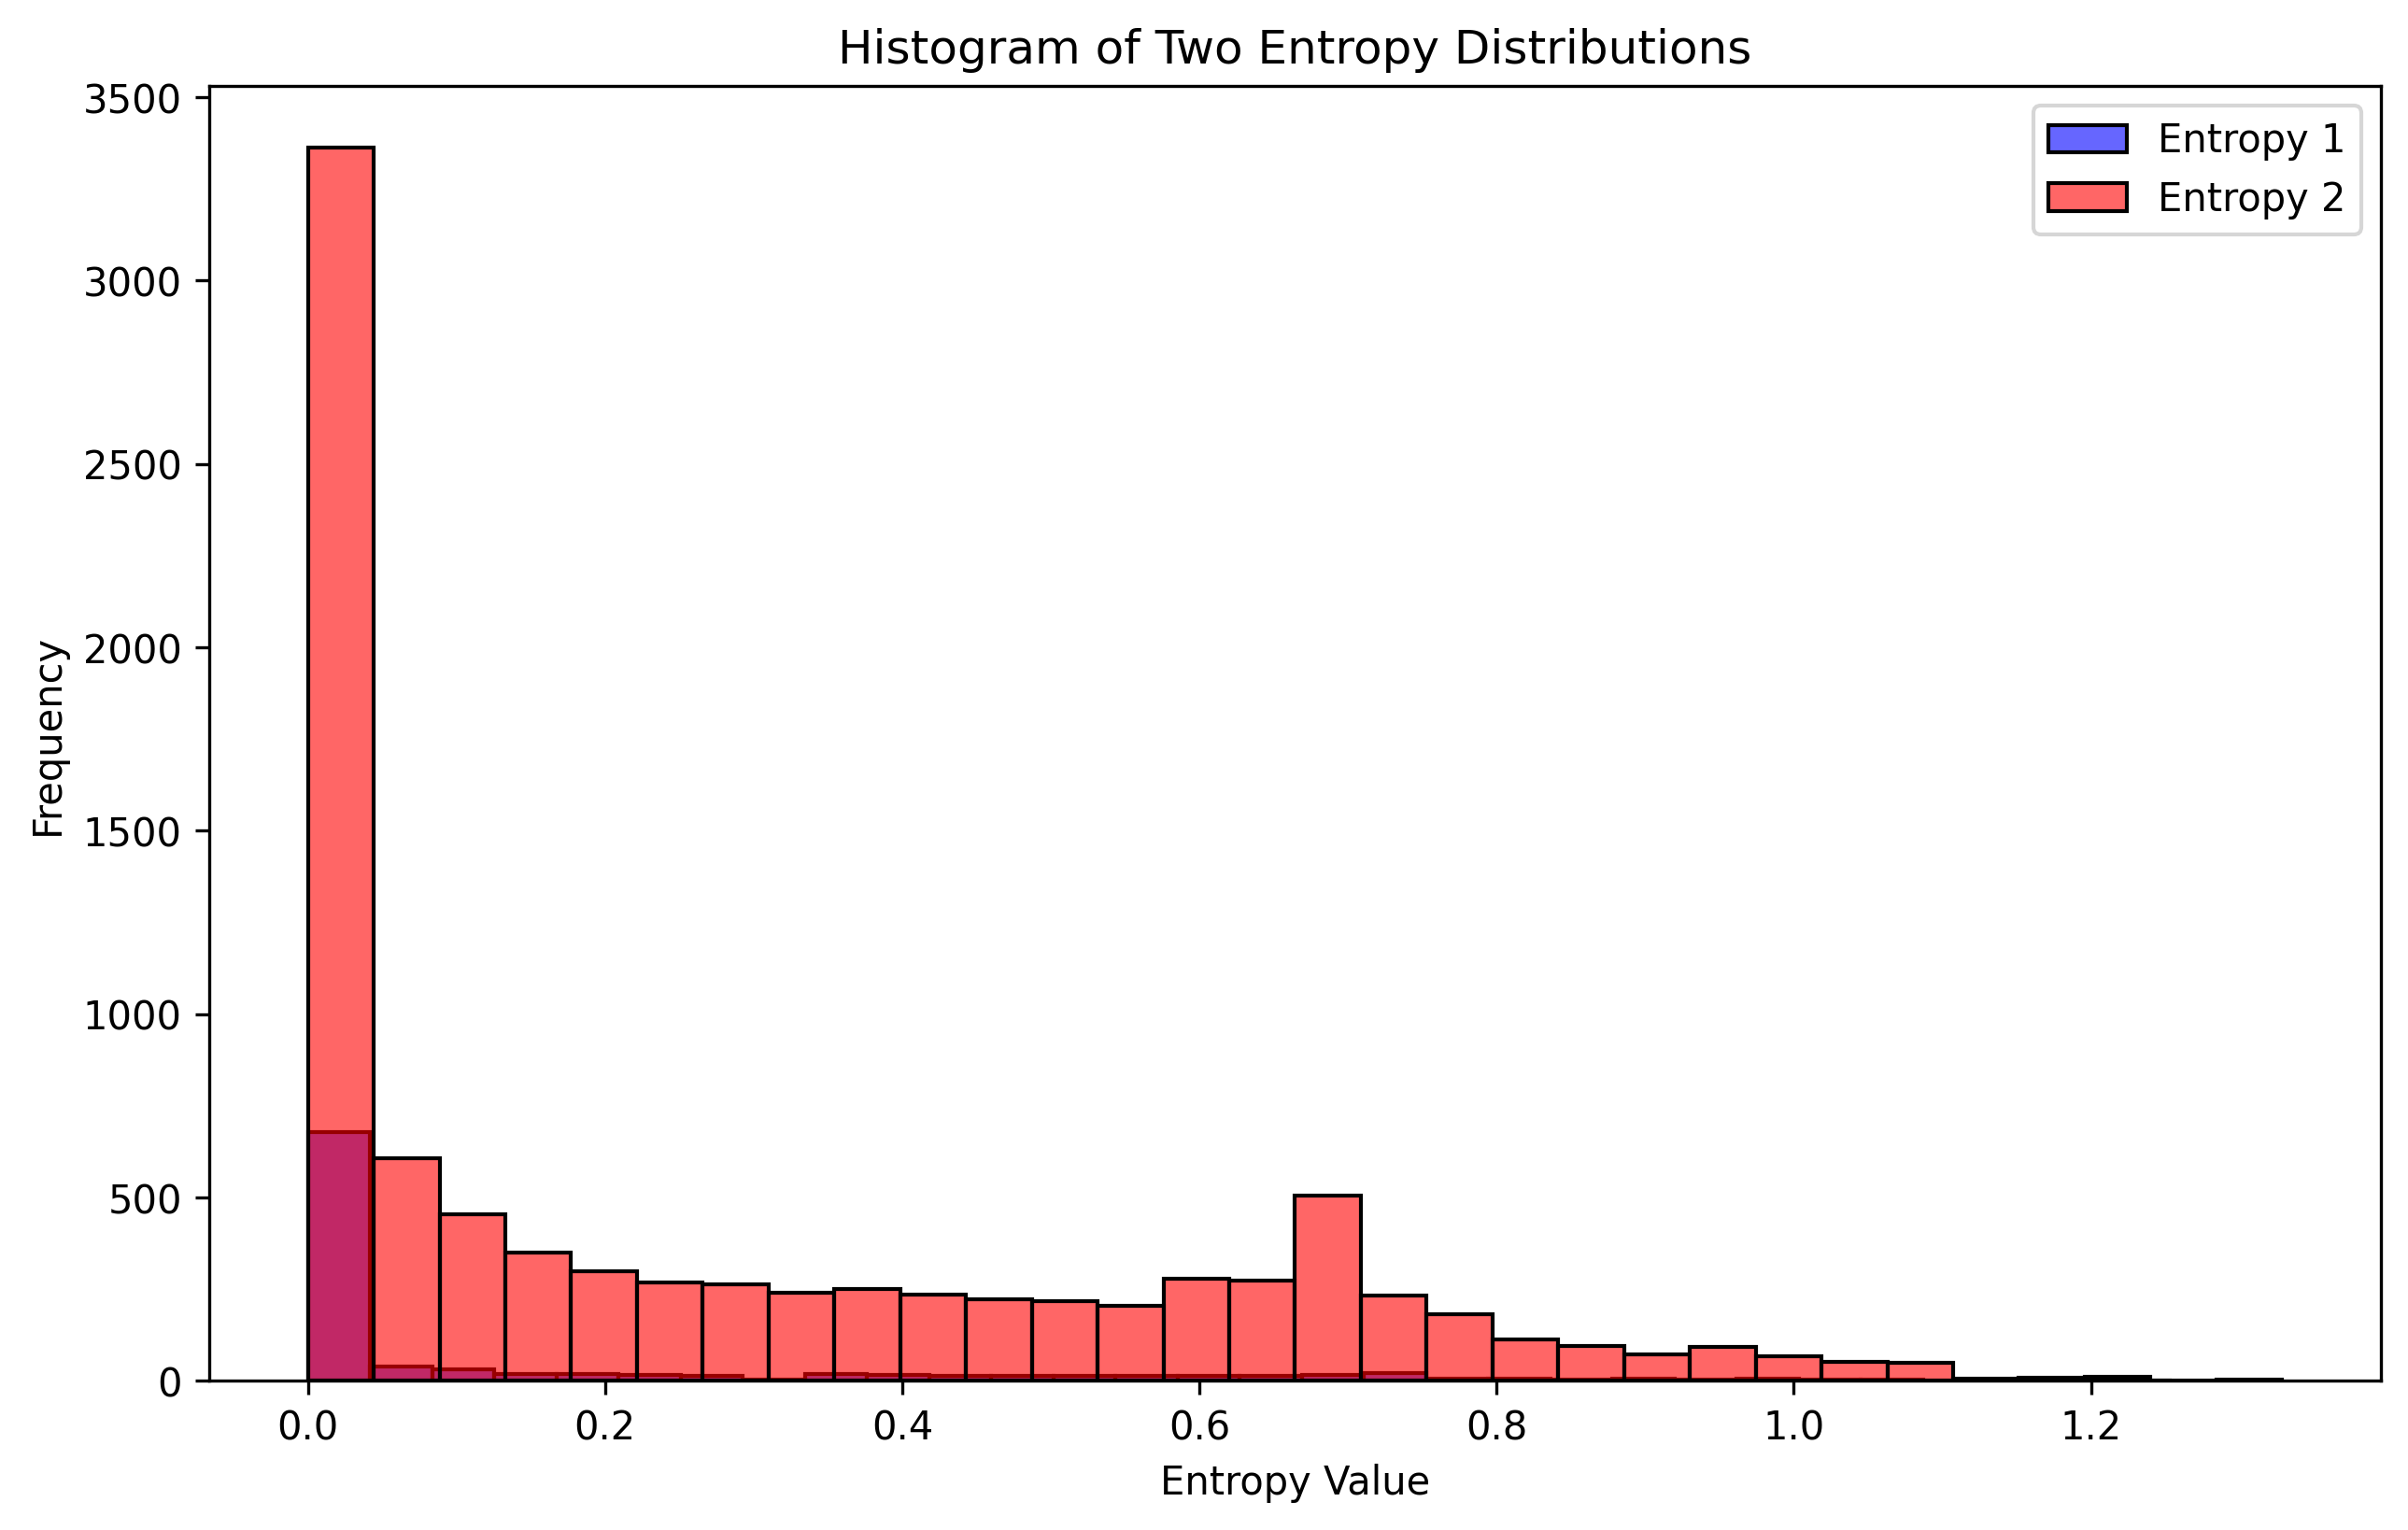 Histogram of Two Entropy Distributions
Entropy 1
Entropy 2
3500
3000
2500
2000
1500
1000
500
0
Frequency
0.0 0.2 0.4 0.6 0.8 1.0 1.2
Entropy Value